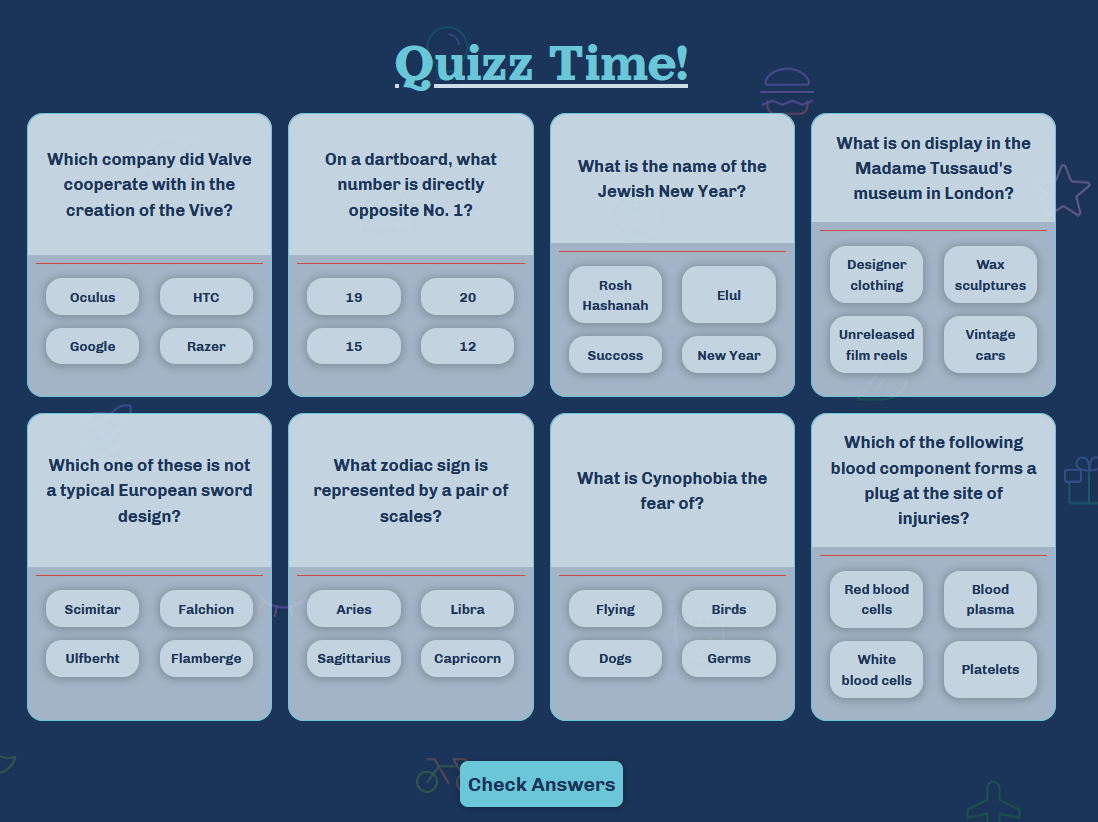 Quizz Time!
Which company did Valve
cooperate with in the
creation of the Vive?
Oculus
HTC
Google
Razer
On a dartboard, what
number is directly
opposite No. 1?
19
20
15
12
What is the name of the
Jewish New Year?
Rosh
Hashanah
Elul
Succoss
New Year
What is on display in the
Madame Tussaud's
museum in London?
Designer
clothing
Wax
sculptures
Unreleased
film reels
Vintage
cars
Which one of these is not
a typical European sword
design?
Scimitar
Falchion
Ulfberht
Flamberge
What zodiac sign is
represented by a pair of
scales?
Aries
Libra
Sagittarius
Capricorn
What is Cynophobia the
fear of?
Flying
Birds
Dogs
Germs
Which of the following
blood component forms a
plug at the site of
injuries?
Red blood
cells
Blood
plasma
White
blood cells
Platelets
Check Answers